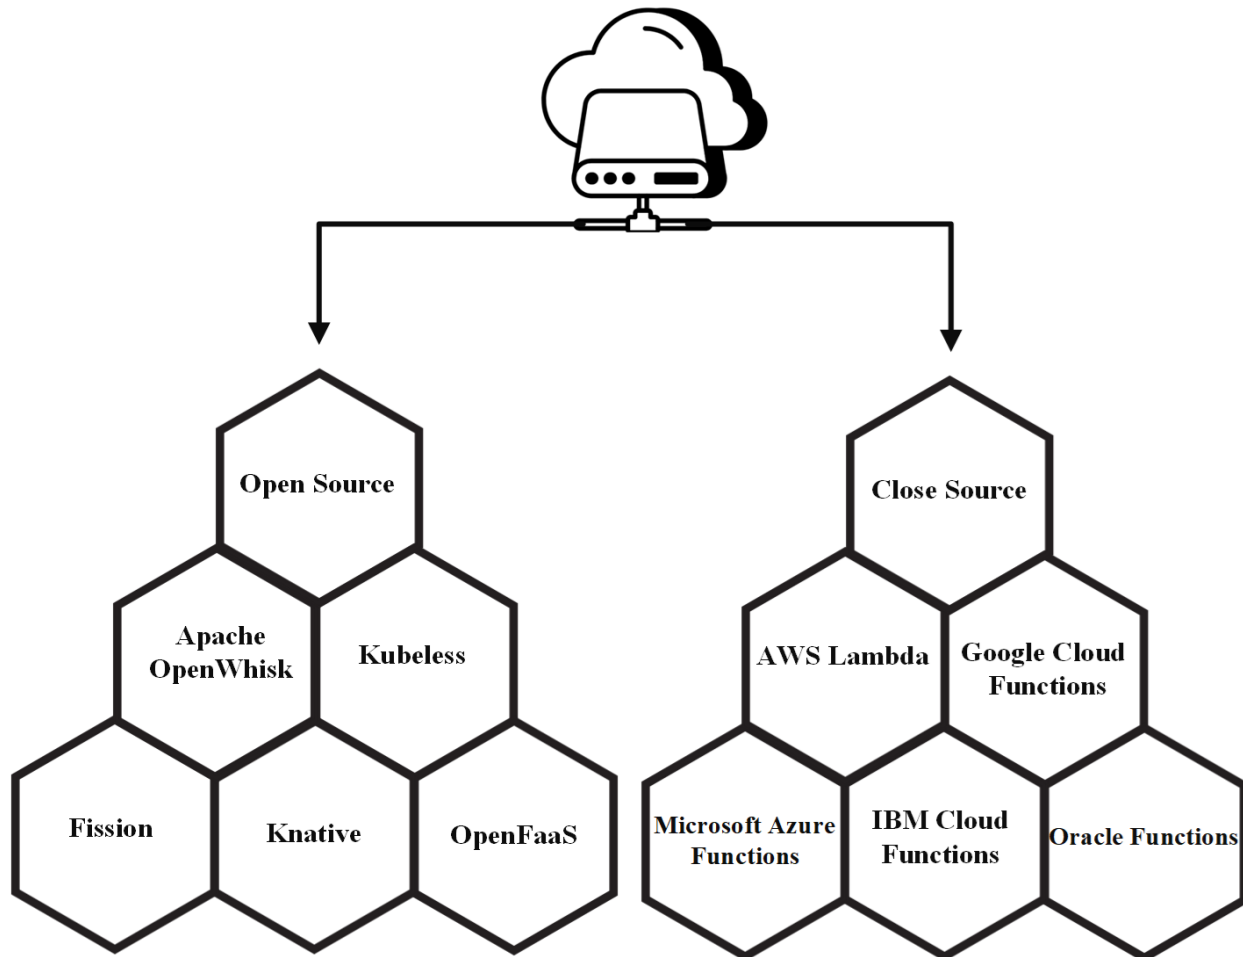 Open Source
Apache
OpenWhisk
Kubeless
Fission
Knative
OpenFaaS
Close Source
AWS Lambda
Google Cloud
Functions
Microsoft Azure
Functions
IBM Cloud
Functions
Oracle Functions